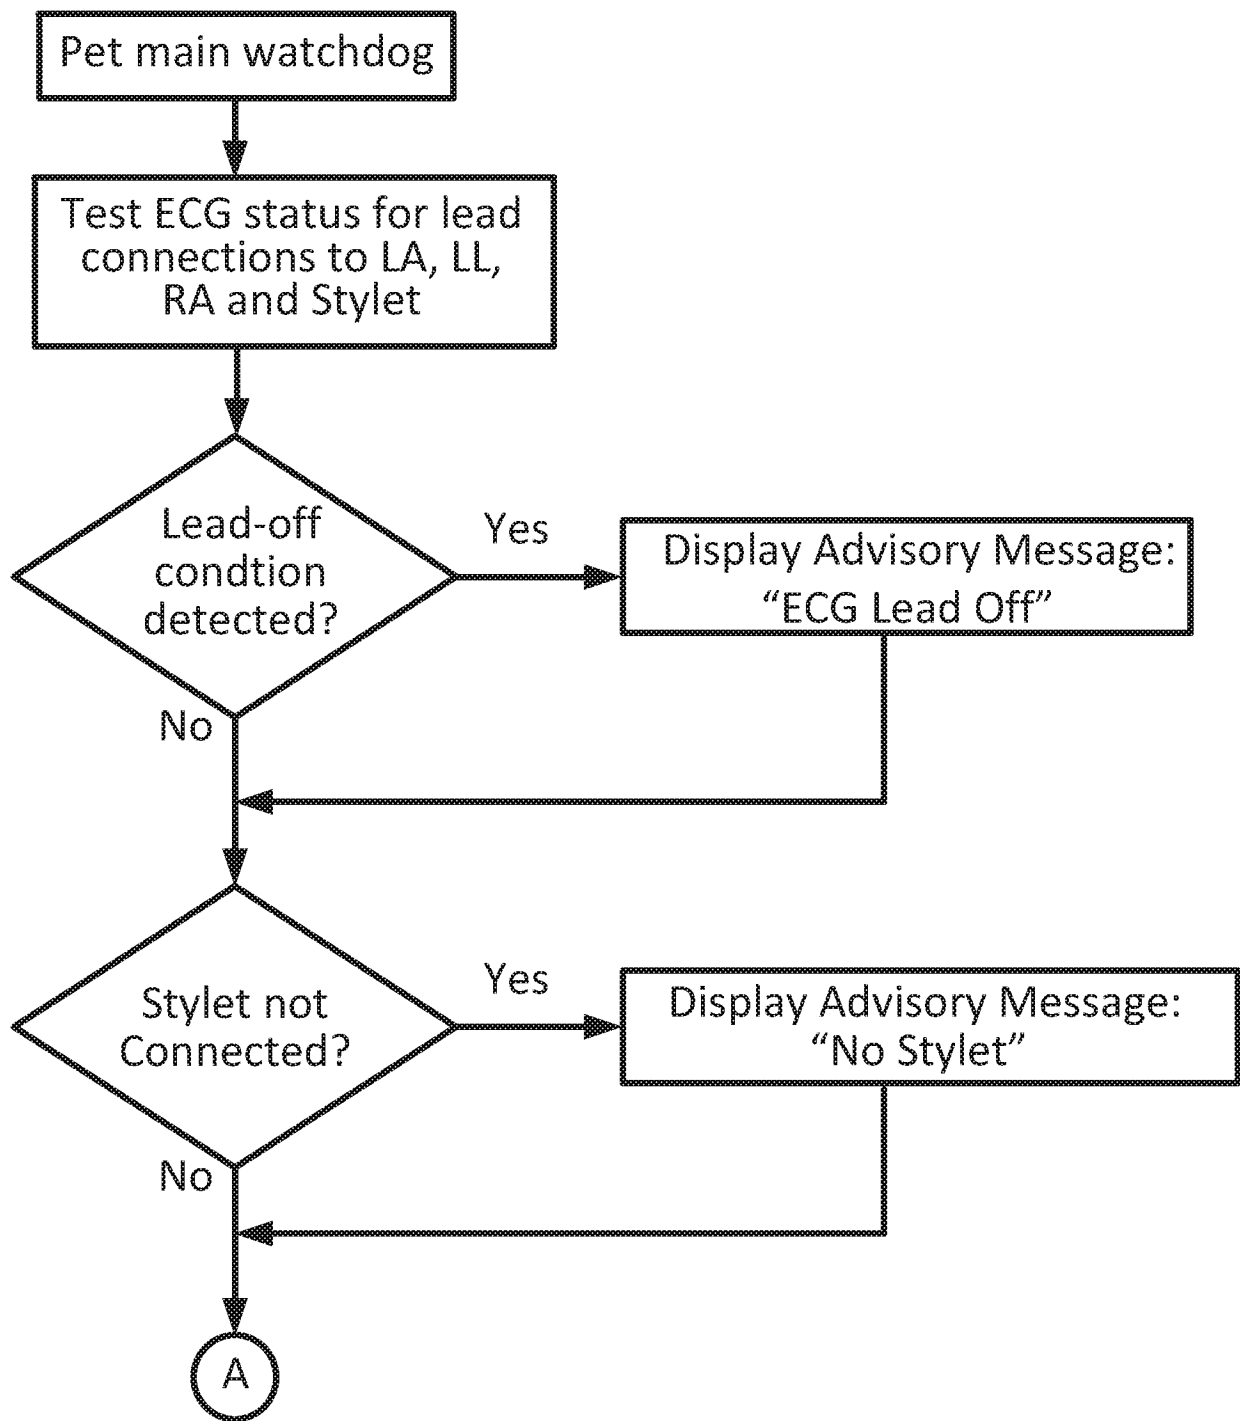 Pet main watchdog
Test ECG status for lead
connections to LA, LL,
RA and Stylet
Lead-off
condtion
detected?
Yes
Display Advisory Message:
“ECG Lead Off”
No
Stylet not
Connected?
Yes
Display Advisory Message:
“No Stylet”
No
A